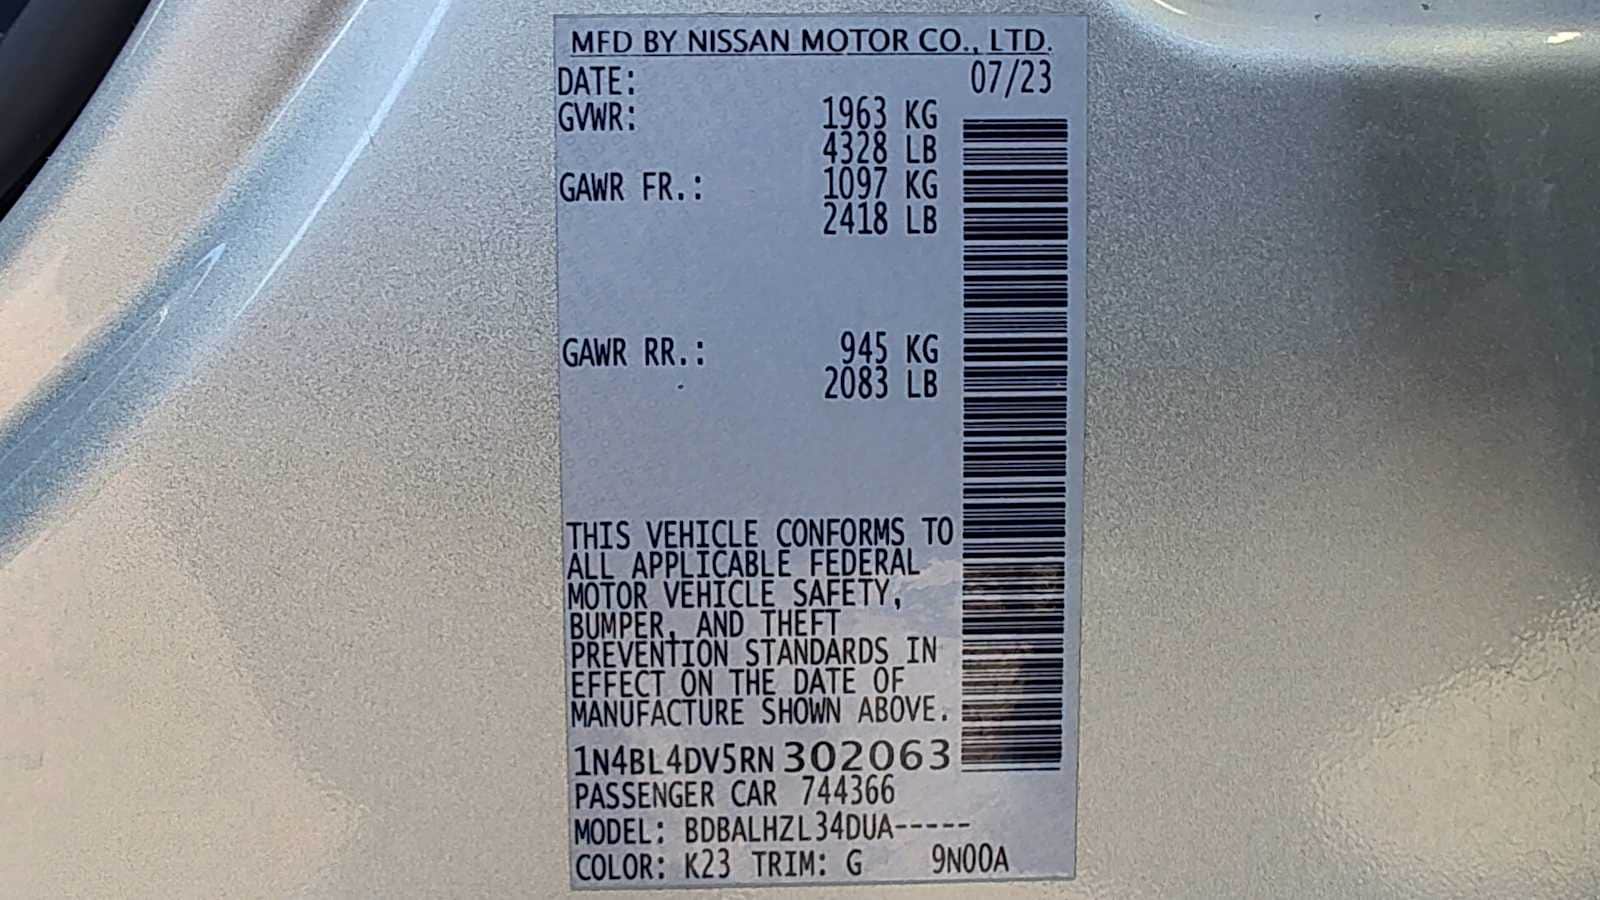 MFD BY NISSAN MOTOR CO., LTD.
DATE: 07/23
GVWR: 1963 KG
4328 LB
GAWR FR.: 1097 KG
2418 LB
GAWR RR.: 945 KG
2083 LB
THIS VEHICLE CONFORMS TO
ALL APPLICABLE FEDERAL
MOTOR VEHICLE SAFETY,
BUMPER, AND THEFT
PREVENTION STANDARDS IN
EFFECT ON THE DATE OF
MANUFACTURE SHOWN ABOVE.
1N4BL4DV5RN302063
PASSENGER CAR 744366
MODEL: BDBALHZL34DUA-----
COLOR: K23 TRIM: G 9N00A